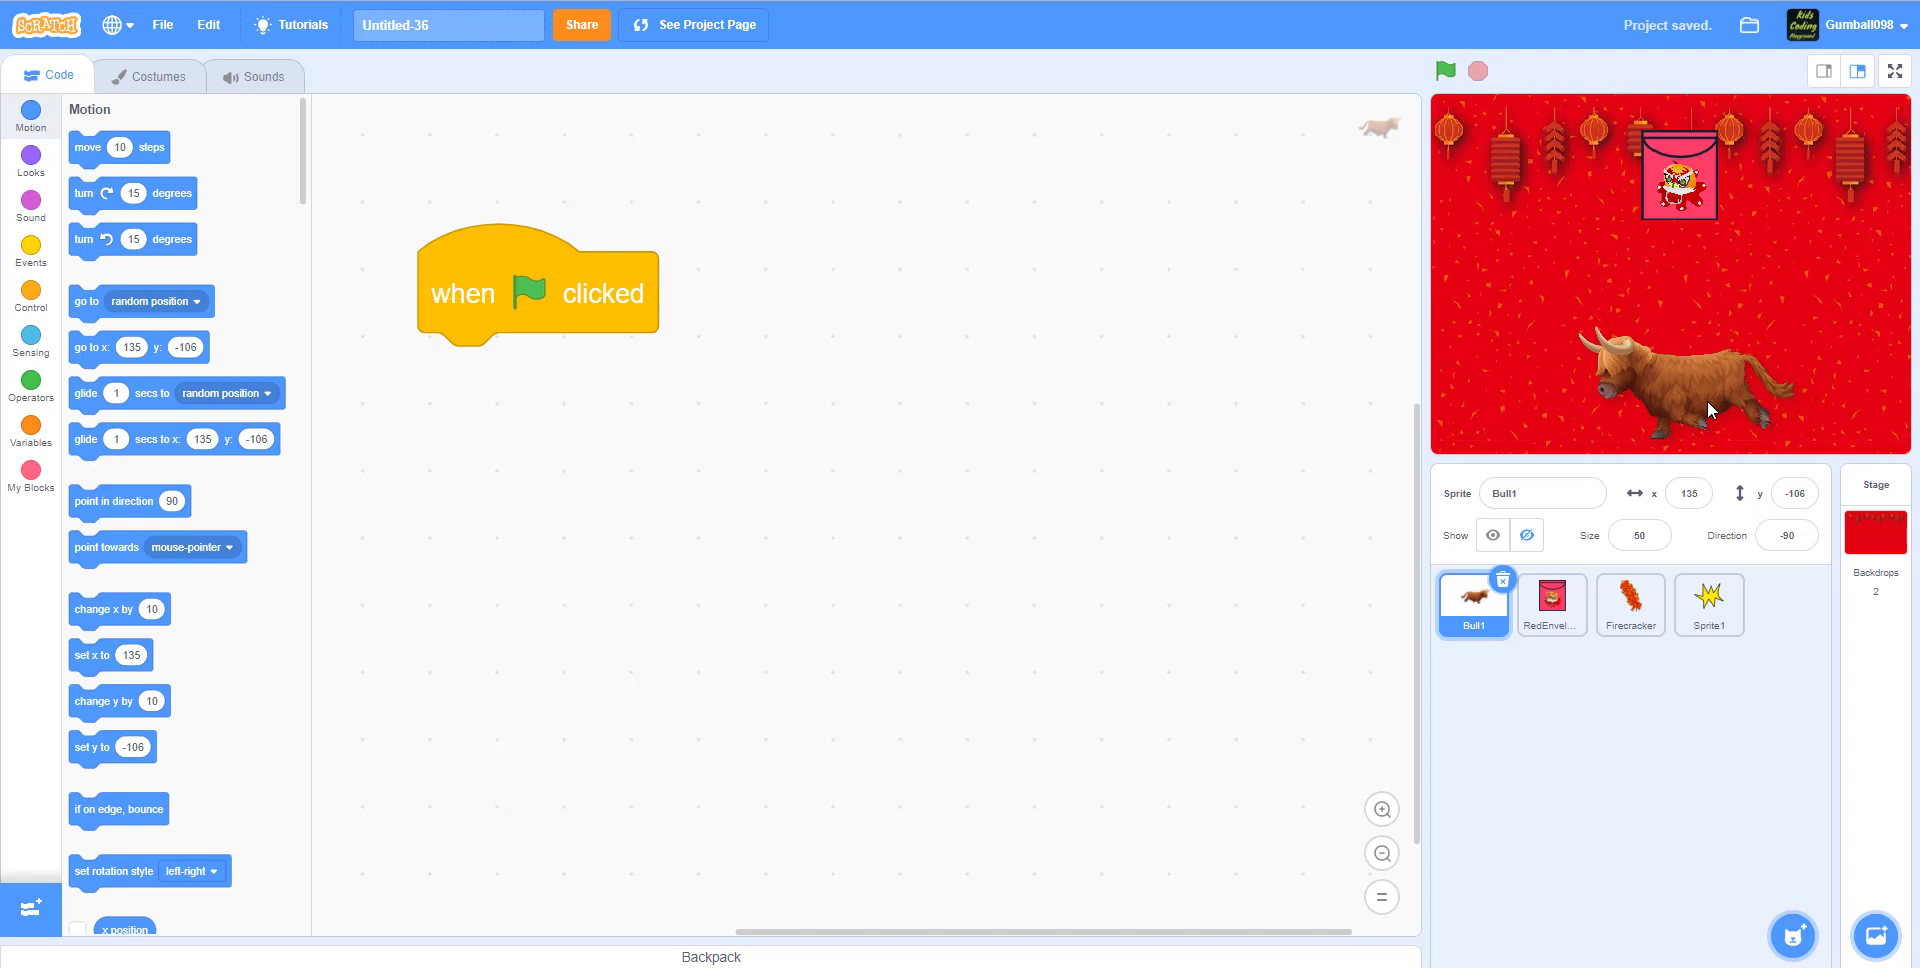 SCRATCH File Edit Tutorials Untitled-36 Share See Project Page Project saved. Kids Coding Playground Gumball098
Code Costumes Sounds
Motion
Looks
Sound
Events
Control
Sensing
Operators
Variables
My Blocks
Motion
move 10 steps
turn 15 degrees
turn 15 degrees
go to random position
go to x: 135 y: -106
glide 1 secs to random position
glide 1 secs to x: 135 y: -106
point in direction 90
point towards mouse-pointer
change x by 10
set x to 135
change y by 10
set y to -106
if on edge, bounce
set rotation style left-right
x position
when clicked
Backpack
Sprite Bull1 x 135 y -106
Show Size 50 Direction -90
Bull1 RedEnvel... Firecracker Sprite1
Stage
Backdrops
2